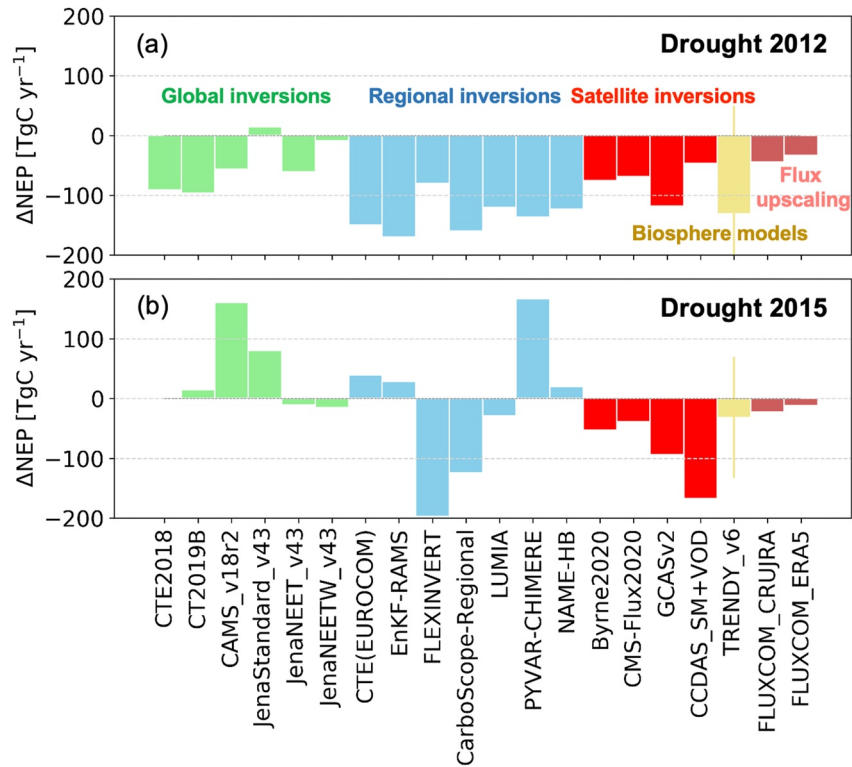 (a)
Drought 2012
Global inversions
Regional inversions
Satellite inversions
Flux
upscaling
Biosphere models
ΔNEP [TgC yr⁻¹]
200
100
0
−100
−200
(b)
Drought 2015
ΔNEP [TgC yr⁻¹]
200
100
0
−100
−200
CTE2018
CT2019B
CAMS_v18r2
JenaStandard_v43
JenaNEET_v43
JenaNEETW_v43
CTE(EUROCOM)
EnKF-RAMS
FLEXINVERT
CarboScope-Regional
LUMIA
PYVAR-CHIMERE
NAME-HB
Byrne2020
CMS-Flux2020
GCASv2
CCDAS_SM+VOD
TRENDY_v6
FLUXCOM_CRUJRA
FLUXCOM_ERA5